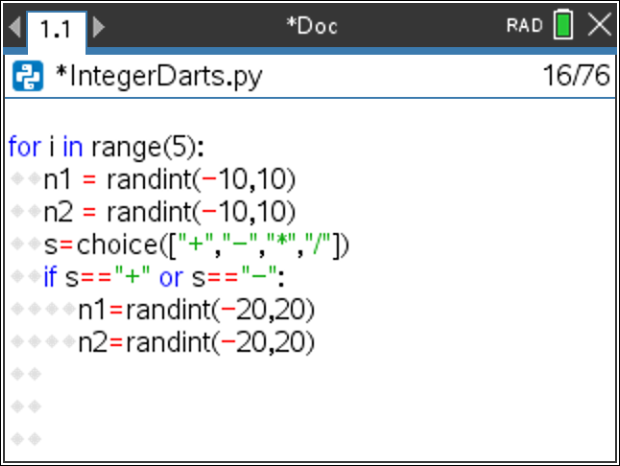 1.1 *Doc RAD
*IntegerDarts.py 16/76
for i in range(5):
◆◆n1 = randint(-10,10)
◆◆n2 = randint(-10,10)
◆◆s=choice(["+","-","*","/"])
◆◆if s=="+" or s=="-":
◆◆◆◆n1=randint(-20,20)
◆◆◆◆n2=randint(-20,20)
◆◆
◆◆
◆◆